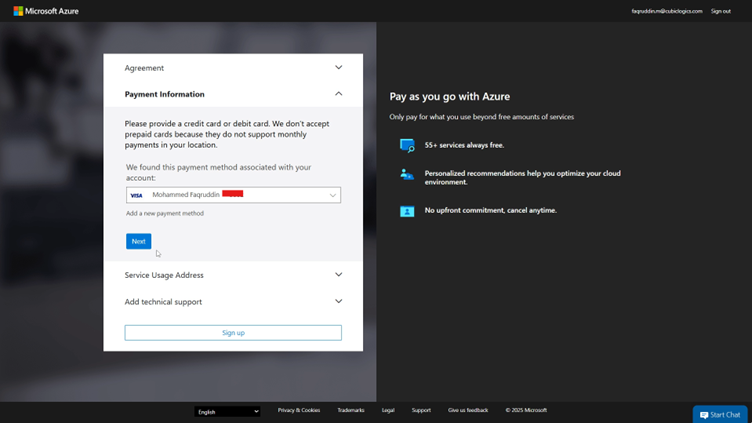 Microsoft Azure
faqruddin.m@cubiclogics.com Sign out
Agreement
Payment Information
Please provide a credit card or debit card. We don't accept
prepaid cards because they do not support monthly
payments in your location.
We found this payment method associated with your
account:
VISA Mohammed Faqruddin
Add a new payment method
Next
Service Usage Address
Add technical support
Sign up
Pay as you go with Azure
Only pay for what you use beyond free amounts of services
55+ services always free.
Personalized recommendations help you optimize your cloud
environment.
No upfront commitment, cancel anytime.
English Privacy & Cookies Trademarks Legal Support Give us feedback © 2025 Microsoft
Start Chat